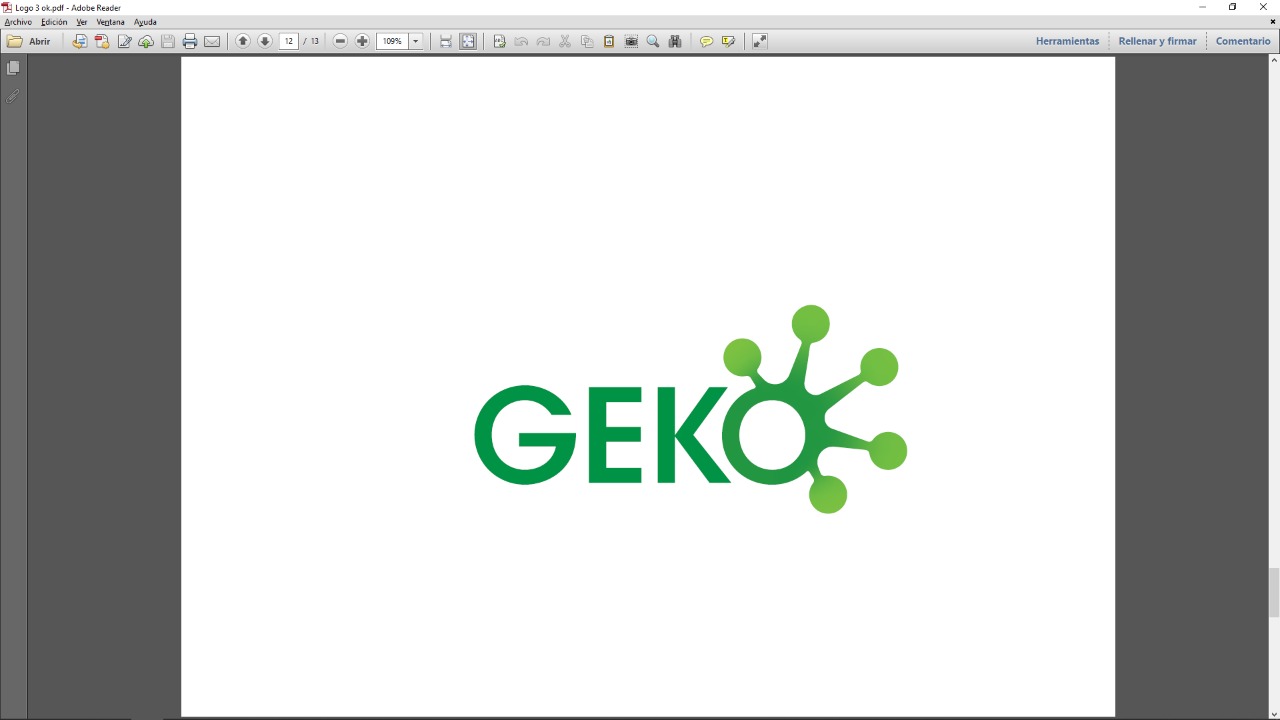 Logo 3 ok.pdf - Adobe Reader
Archivo Edición Ver Ventana Ayuda
Abrir 12 / 13 109% Herramientas Rellenar y firmar Comentario
GEKO